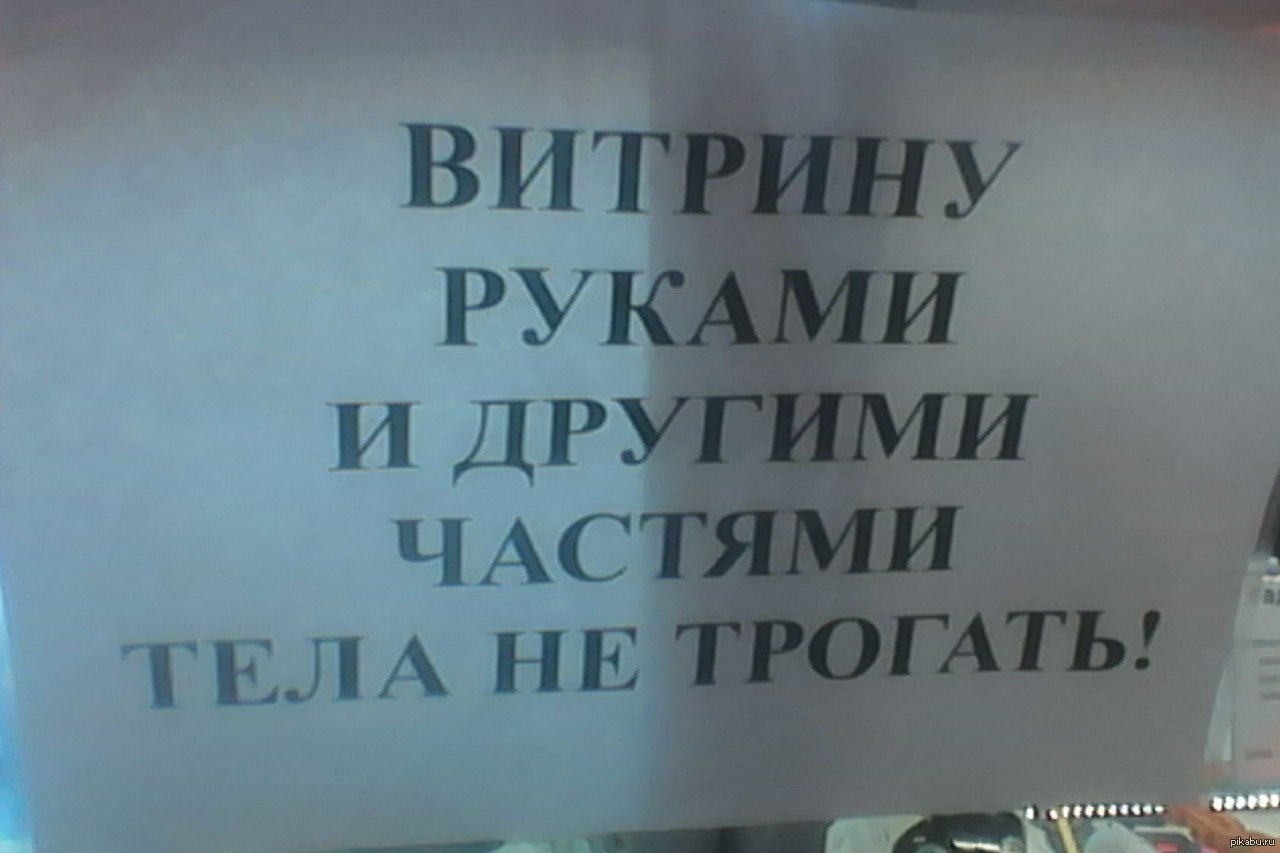 ВИТРИНУ
РУКАМИ
И ДРУГИМИ
ЧАСТЯМИ
ТЕЛА НЕ ТРОГАТЬ!
pikabu.ru